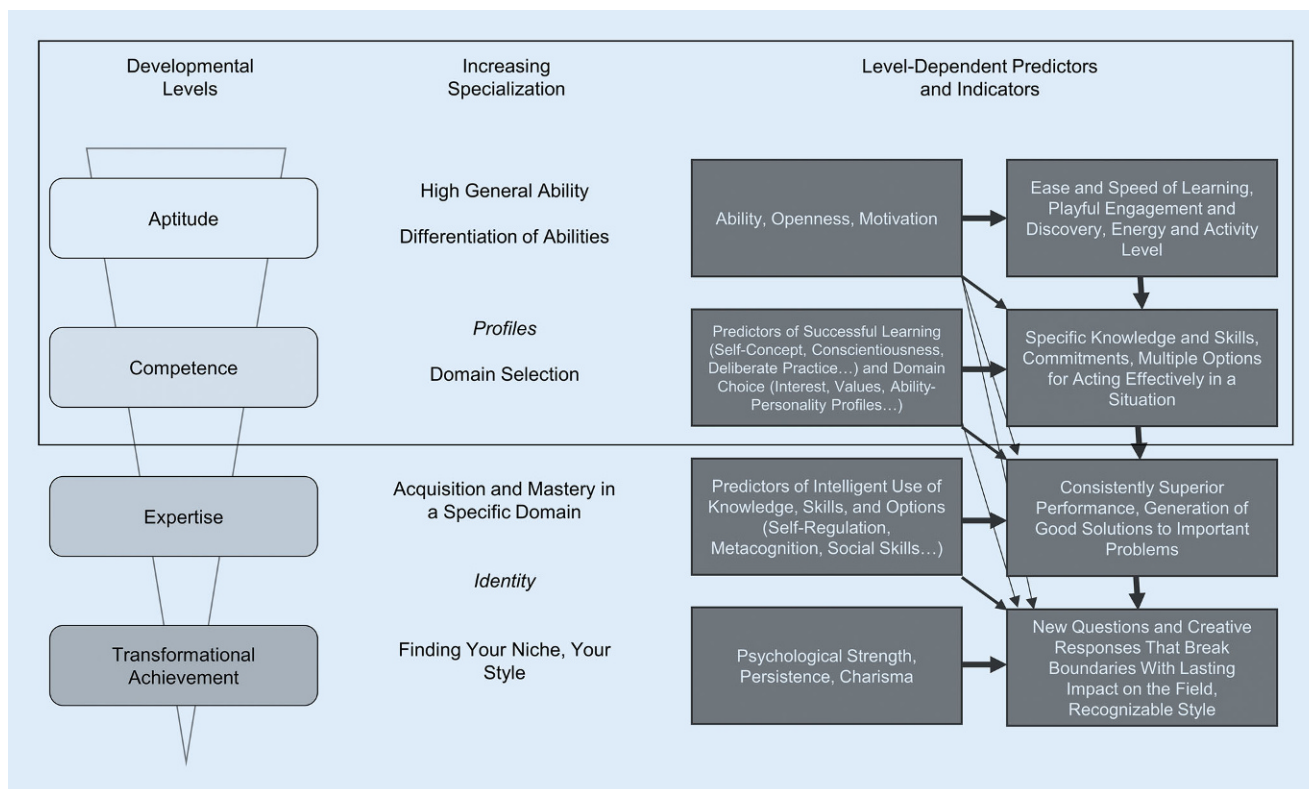 Developmental
Levels
Increasing
Specialization
Level-Dependent Predictors
and Indicators
Aptitude
High General Ability
Differentiation of Abilities
Ability, Openness, Motivation
Ease and Speed of Learning,
Playful Engagement and
Discovery, Energy and Activity
Level
Competence
Profiles
Domain Selection
Predictors of Successful Learning
(Self-Concept, Conscientiousness,
Deliberate Practice…) and Domain
Choice (Interest, Values, Ability-
Personality Profiles…)
Specific Knowledge and Skills,
Commitments, Multiple Options
for Acting Effectively in a
Situation
Expertise
Acquisition and Mastery in
a Specific Domain
Identity
Predictors of Intelligent Use of
Knowledge, Skills, and Options
(Self-Regulation,
Metacognition, Social Skills…)
Consistently Superior
Performance, Generation of
Good Solutions to Important
Problems
Transformational
Achievement
Finding Your Niche, Your
Style
Psychological Strength,
Persistence, Charisma
New Questions and Creative
Responses That Break
Boundaries With Lasting
Impact on the Field,
Recognizable Style